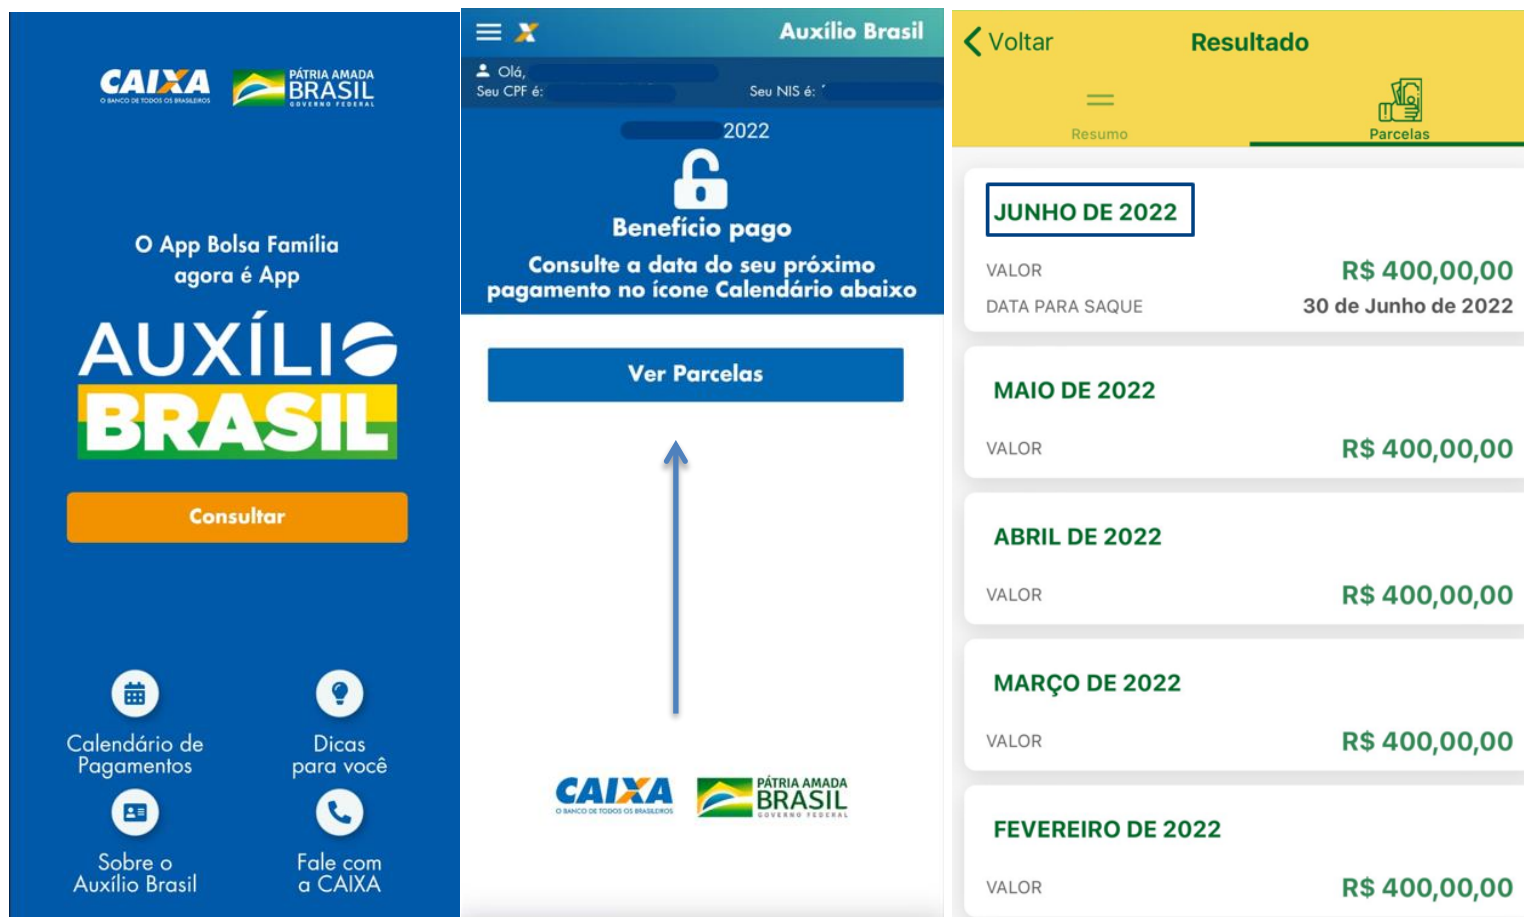 CAIXA
O BANCO DE TODOS OS BRASILEIROS
PÁTRIA AMADA
BRASIL
GOVERNO FEDERAL
O App Bolsa Família
agora é App
AUXÍLIO
BRASIL
Consultar
Calendário de
Pagamentos
Dicas
para você
Sobre o
Auxílio Brasil
Fale com
a CAIXA
X
Auxílio Brasil
Olá,
Seu CPF é:
Seu NIS é:
2022
Benefício pago
Consulte a data do seu próximo
pagamento no ícone Calendário abaixo
Ver Parcelas
CAIXA
O BANCO DE TODOS OS BRASILEIROS
PÁTRIA AMADA
BRASIL
GOVERNO FEDERAL
Voltar
Resultado
Resumo
Parcelas
JUNHO DE 2022
VALOR R$ 400,00,00
DATA PARA SAQUE 30 de Junho de 2022
MAIO DE 2022
VALOR R$ 400,00,00
ABRIL DE 2022
VALOR R$ 400,00,00
MARÇO DE 2022
VALOR R$ 400,00,00
FEVEREIRO DE 2022
VALOR R$ 400,00,00